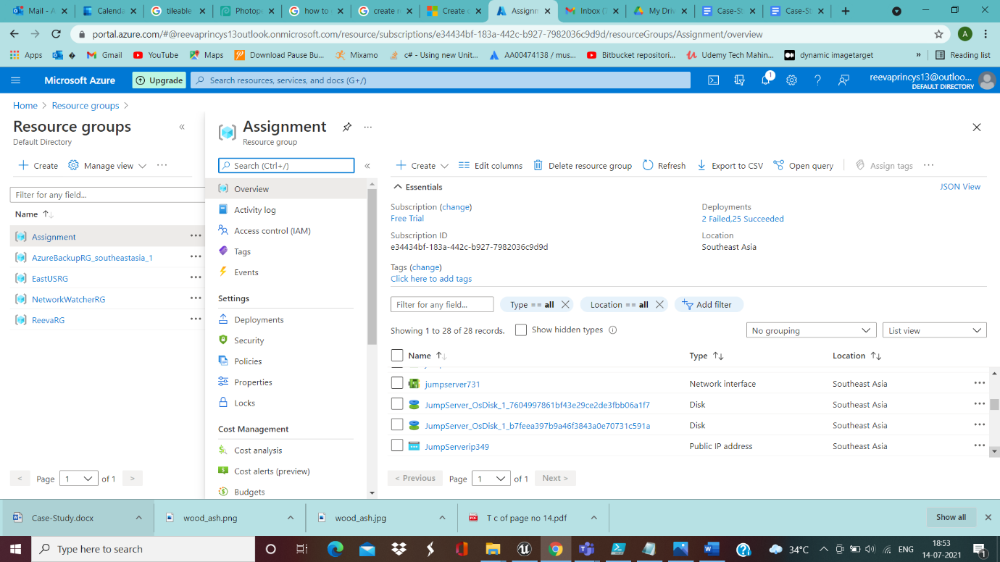 Mail - A
Calenda
tileable
Photop
how to
create n
Create c
Assignm
Inbox (7
My Driv
Case-St
Case-St
portal.azure.com/#@reevaprincys13outlook.onmicrosoft.com/resource/subscriptions/e34434bf-183a-442c-b927-7982036c9d9d/resourceGroups/Assignment/overview
A
Apps
Gmail
YouTube
Maps
Download Pause Bu...
Mixamo
c# - Using new Unit...
AA00474138 / mus...
Bitbucket repositori...
Udemy Tech Mahin...
dynamic imagetarget
»
Reading list
Microsoft Azure
Upgrade
Search resources, services, and docs (G+/)
1
reevaprincys13@outloo...
DEFAULT DIRECTORY
Home > Resource groups >
Resource groups
«
Default Directory
Create
Manage view
...
Filter for any field...
Name ↑↓
Assignment ...
AzureBackupRG_southeastasia_1 ...
EastUSRG ...
NetworkWatcherRG ...
ReevaRG ...
< Page 1 of 1 >
Assignment
...
Resource group
Search (Ctrl+/)
«
Overview
Activity log
Access control (IAM)
Tags
Events
Settings
Deployments
Security
Policies
Properties
Locks
Cost Management
Cost analysis
Cost alerts (preview)
Budgets
Create
Edit columns
Delete resource group
Refresh
Export to CSV
Open query
Assign tags
...
Essentials
JSON View
Subscription (change)
Free Trial
Subscription ID
e34434bf-183a-442c-b927-7982036c9d9d
Deployments
2 Failed,25 Succeeded
Location
Southeast Asia
Tags (change)
Click here to add tags
Filter for any field...
Type == all
Location == all
Add filter
Showing 1 to 28 of 28 records.
Show hidden types
No grouping
List view
Name ↑↓ Type ↑↓ Location ↑↓
jumpserver731 Network interface Southeast Asia ...
JumpServer_OsDisk_1_7604997861bf43e29ce2de3fbb06a1f7 Disk Southeast Asia ...
JumpServer_OsDisk_1_b7feea397b9a46f3843a0e70731c591a Disk Southeast Asia ...
JumpServerip349 Public IP address Southeast Asia ...
< Previous Page 1 of 1 Next >
Case-Study.docx
wood_ash.png
wood_ash.jpg
T c of page no 14.pdf
Show all
Type here to search
34°C
ENG
18:53
14-07-2021
1